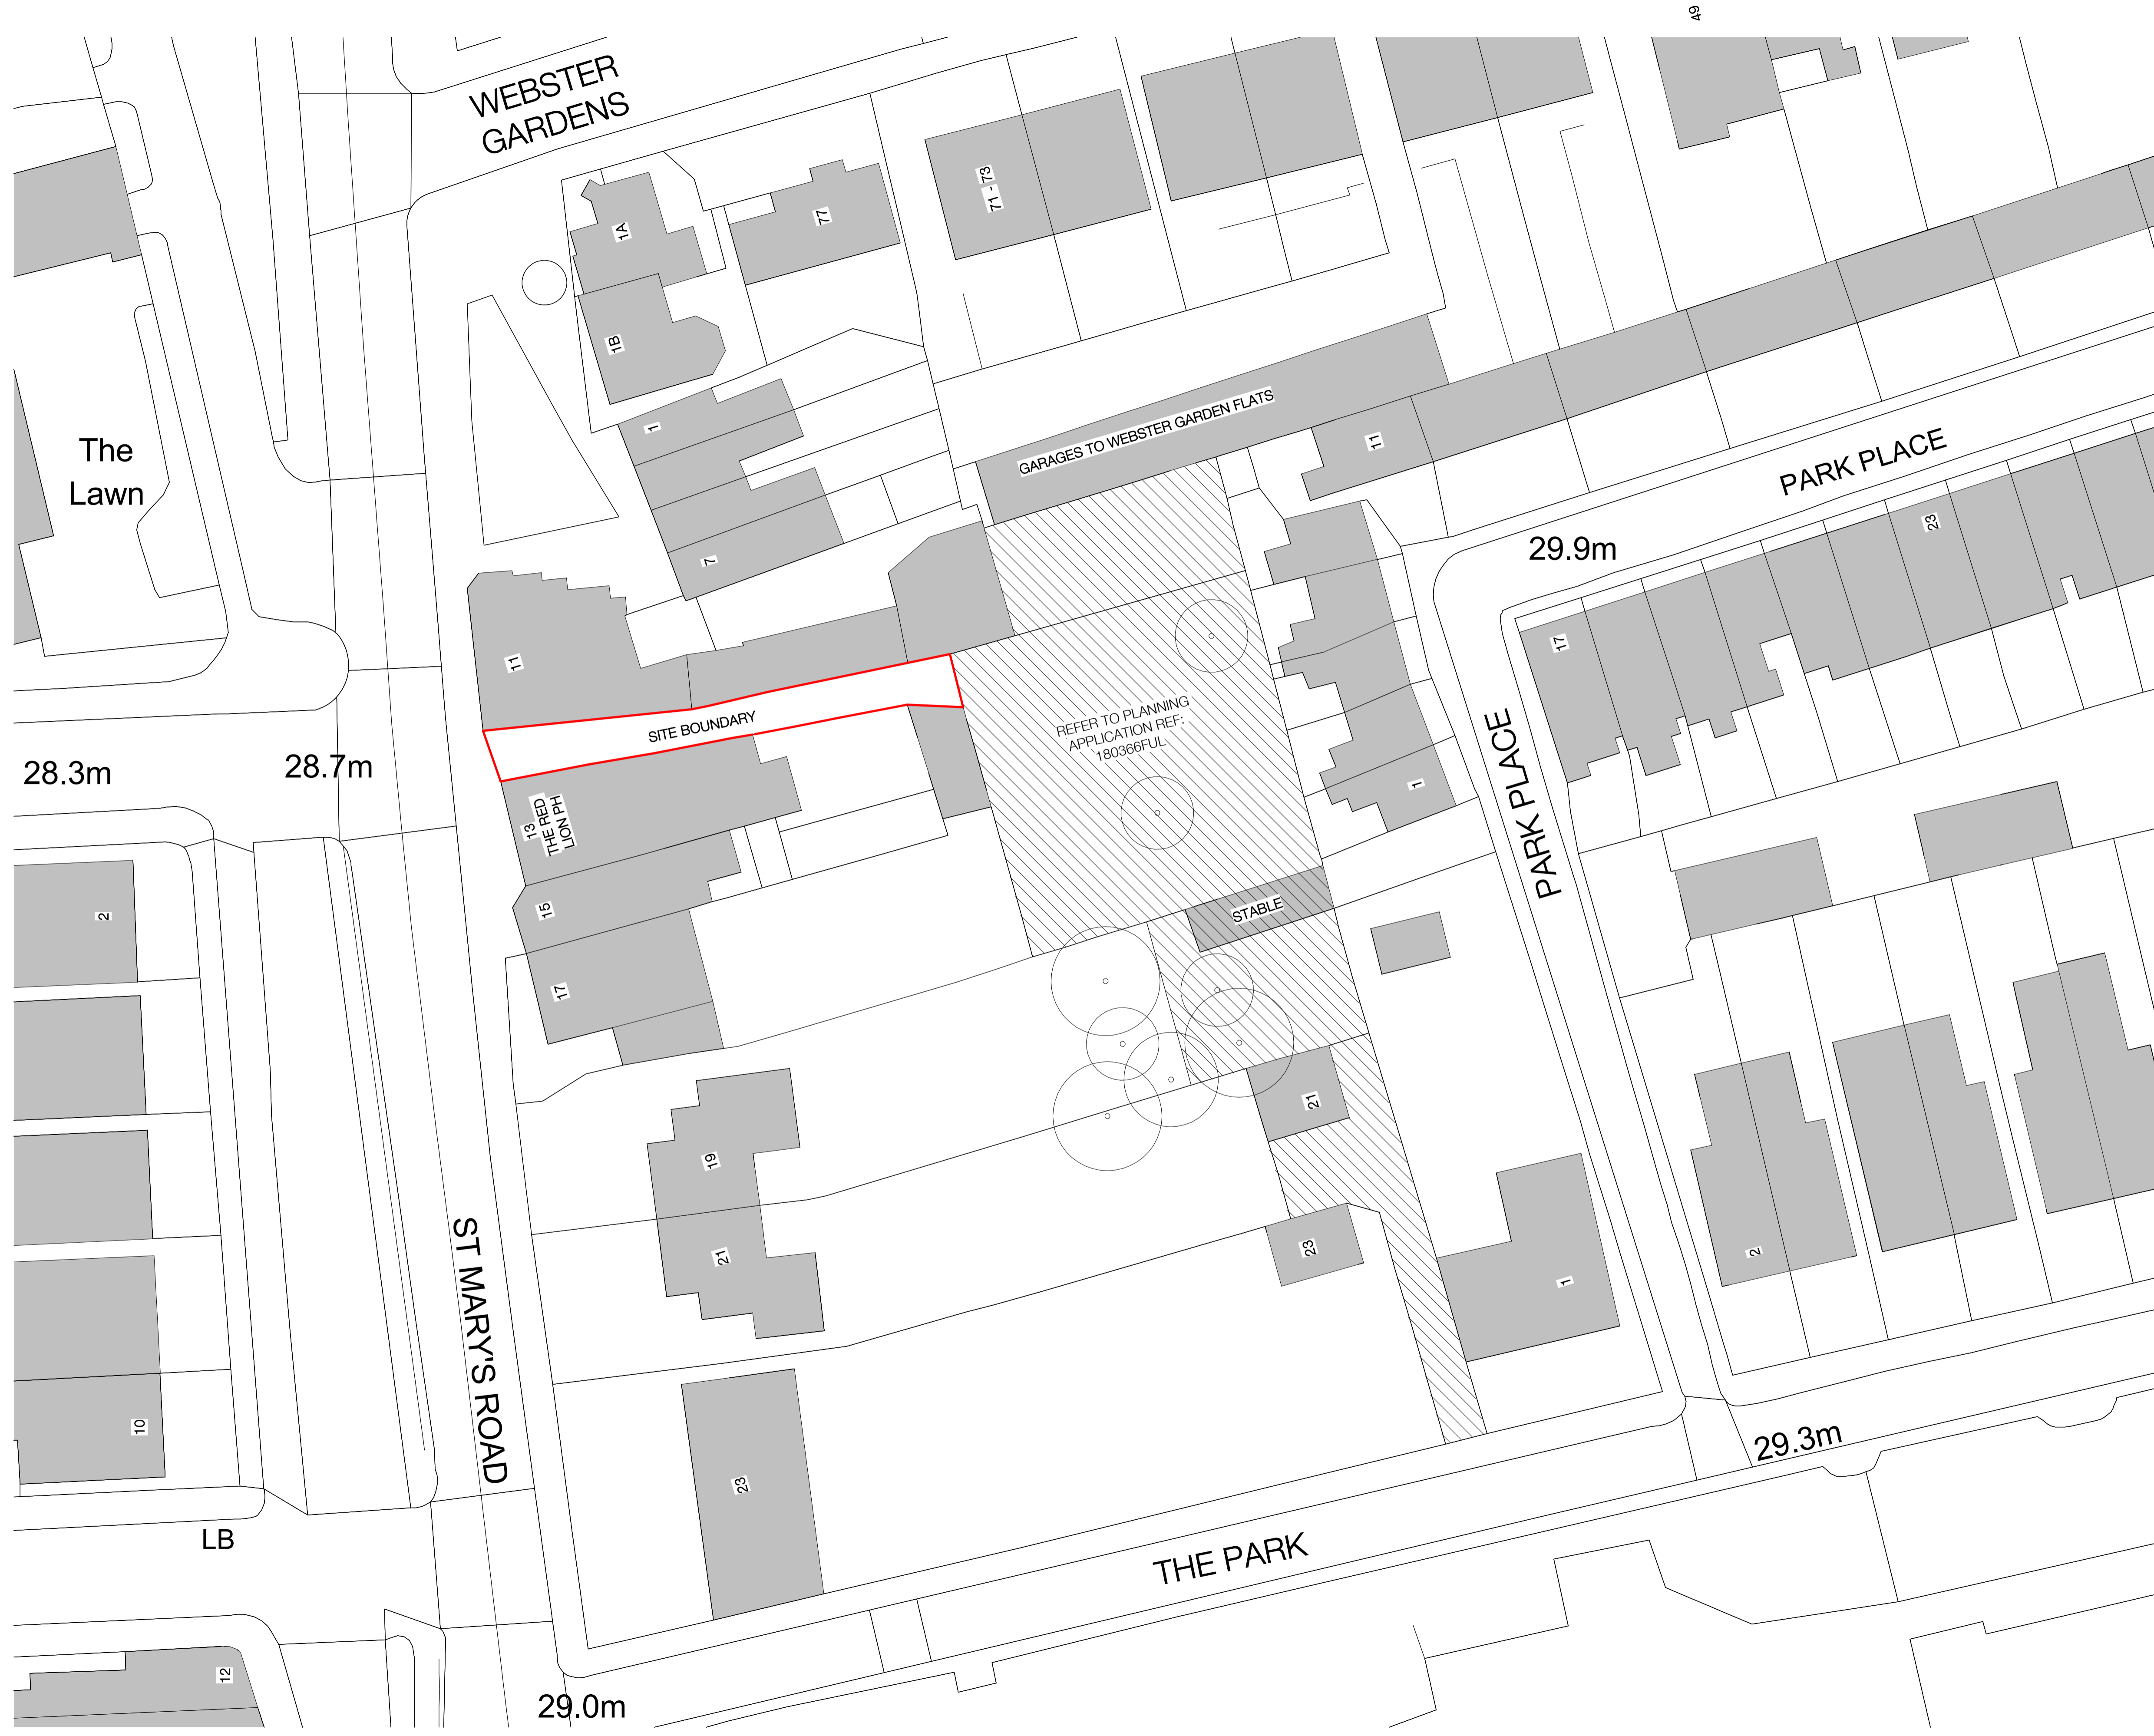 49
WEBSTER
GARDENS
1A
77
71 - 73
1B
The
Lawn
1
GARAGES TO WEBSTER GARDEN FLATS
11
PARK PLACE
7
29.9m
23
11
17
SITE BOUNDARY
REFER TO PLANNING
APPLICATION REF:
180366FUL
28.3m
28.7m
PARK PLACE
1
13
THE RED
LION PH
2
15
STABLE
17
21
19
21
23
2
1
ST MARY'S ROAD
10
23
29.3m
LB
THE PARK
12
29.0m